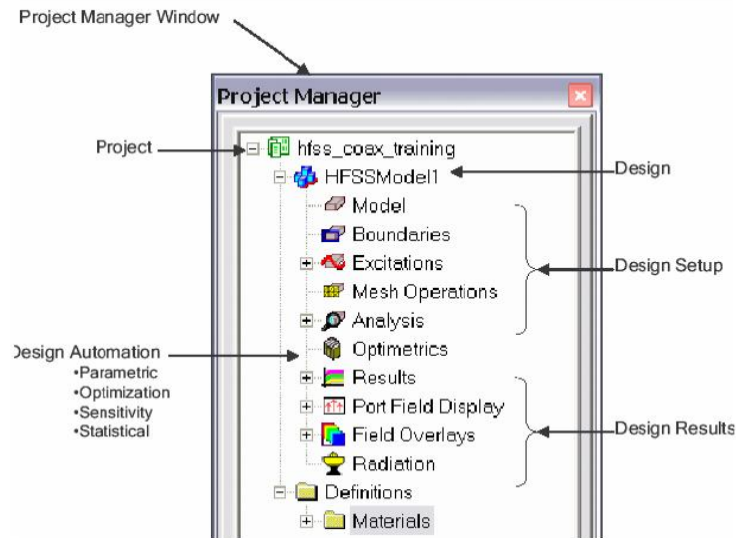 Project Manager Window
Project Manager
Project
hfss_coax_training
HFSSModel1
Design
Model
Boundaries
Excitations
Design Setup
Mesh Operations
Analysis
Design Automation
•Parametric
•Optimization
•Sensitivity
•Statistical
Optimetrics
Results
Port Field Display
Field Overlays
Design Results
Radiation
Definitions
Materials